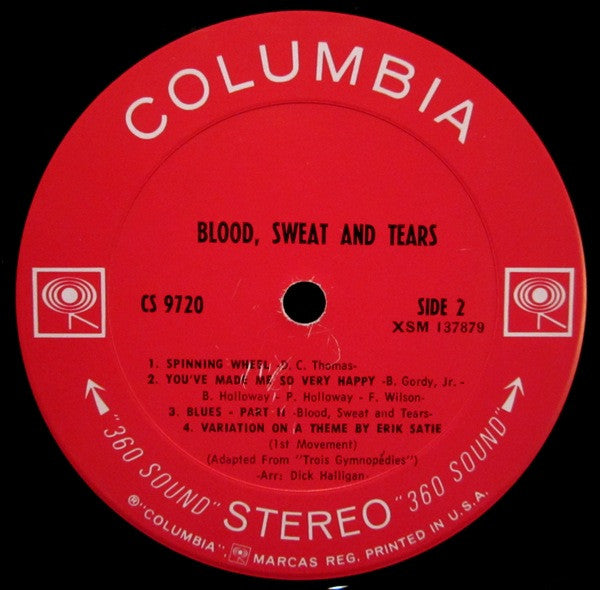 COLUMBIA
BLOOD, SWEAT AND TEARS
CS 9720
SIDE 2
XSM 137879
1. SPINNING WHEEL -D. C. Thomas-
2. YOU'VE MADE ME SO VERY HAPPY -B. Gordy, Jr.-
B. Holloway - P. Holloway - F. Wilson-
3. BLUES - PART II -Blood, Sweat and Tears-
4. VARIATION ON A THEME BY ERIK SATIE
(1st Movement)
(Adapted From "Trois Gymnopédies")
-Arr: Dick Halligan-
"360 SOUND" STEREO "360 SOUND"
® "COLUMBIA", MARCAS REG. PRINTED IN U.S.A.